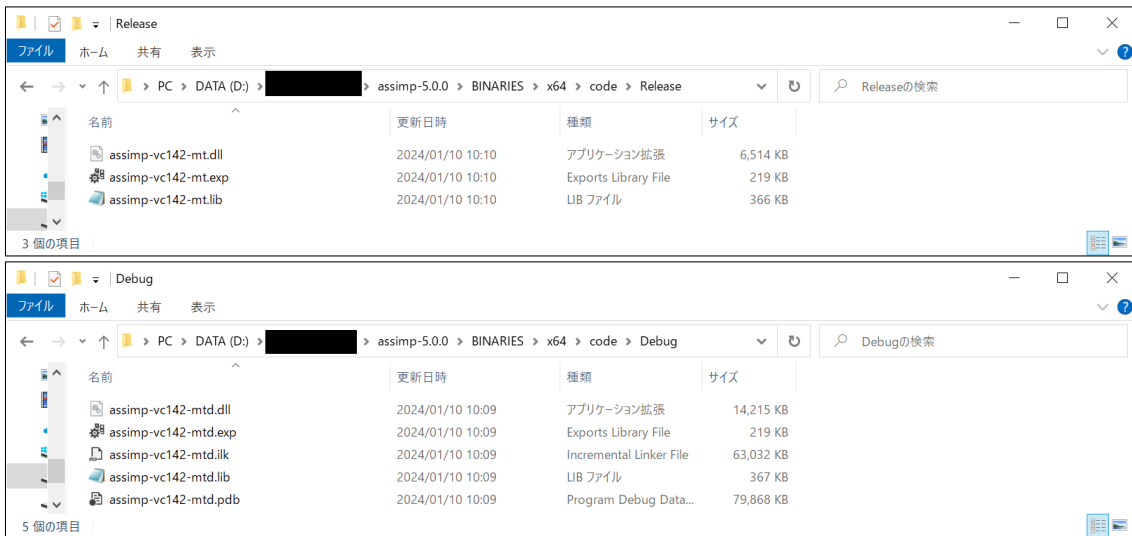 Release
ファイル ホーム 共有 表示
PC > DATA (D:) > > assimp-5.0.0 > BINARIES > x64 > code > Release Releaseの検索
名前 更新日時 種類 サイズ
assimp-vc142-mt.dll 2024/01/10 10:10 アプリケーション拡張 6,514 KB
assimp-vc142-mt.exp 2024/01/10 10:10 Exports Library File 219 KB
assimp-vc142-mt.lib 2024/01/10 10:10 LIB ファイル 366 KB
3 個の項目
Debug
ファイル ホーム 共有 表示
PC > DATA (D:) > > assimp-5.0.0 > BINARIES > x64 > code > Debug Debugの検索
名前 更新日時 種類 サイズ
assimp-vc142-mtd.dll 2024/01/10 10:09 アプリケーション拡張 14,215 KB
assimp-vc142-mtd.exp 2024/01/10 10:09 Exports Library File 219 KB
assimp-vc142-mtd.ilk 2024/01/10 10:09 Incremental Linker File 63,032 KB
assimp-vc142-mtd.lib 2024/01/10 10:09 LIB ファイル 367 KB
assimp-vc142-mtd.pdb 2024/01/10 10:09 Program Debug Data... 79,868 KB
5 個の項目